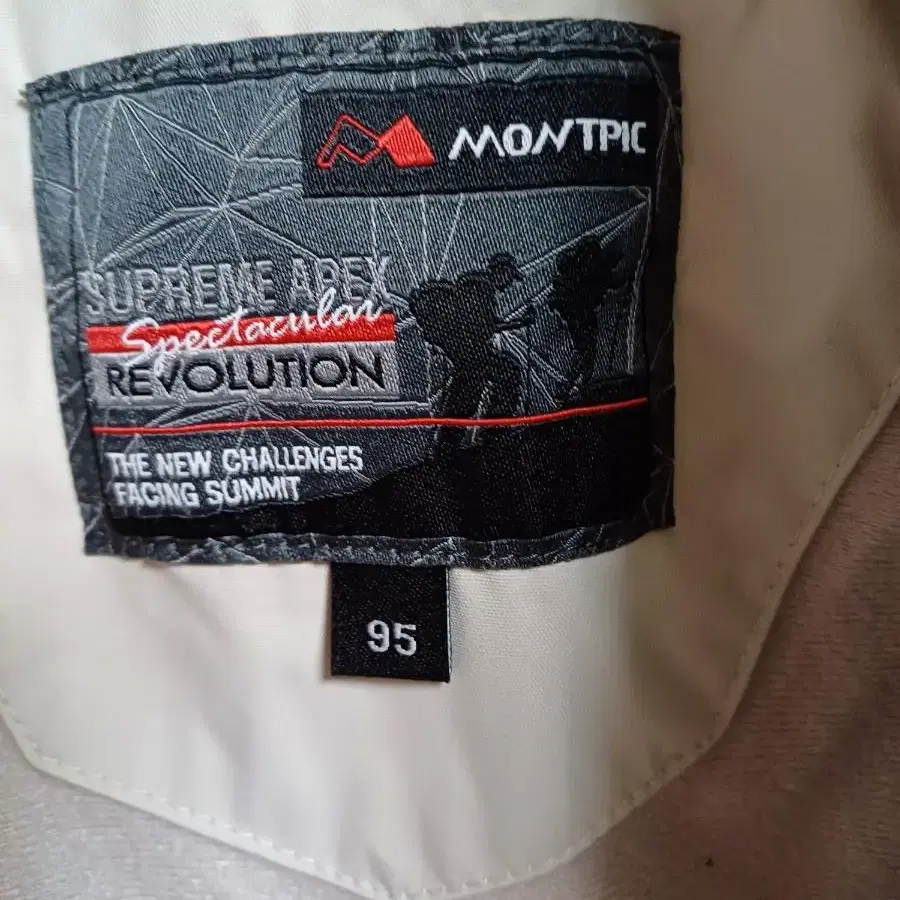 MONTPIC
SUPREME APEX
Spectacular
REVOLUTION
THE NEW CHALLENGES
FACING SUMMIT
95